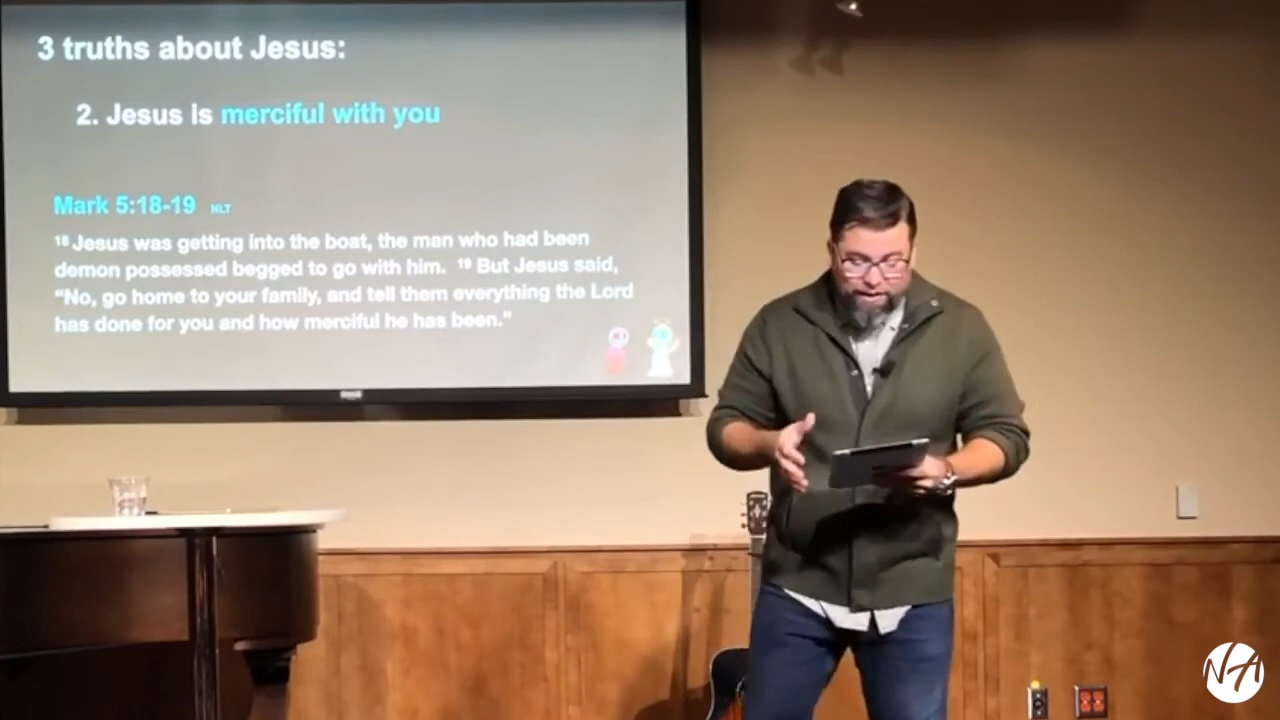 3 truths about Jesus:
2. Jesus is merciful with you
Mark 5:18-19 NLT
18 Jesus was getting into the boat, the man who had been
demon possessed begged to go with him. 19 But Jesus said,
“No, go home to your family, and tell them everything the Lord
has done for you and how merciful he has been.”
NA